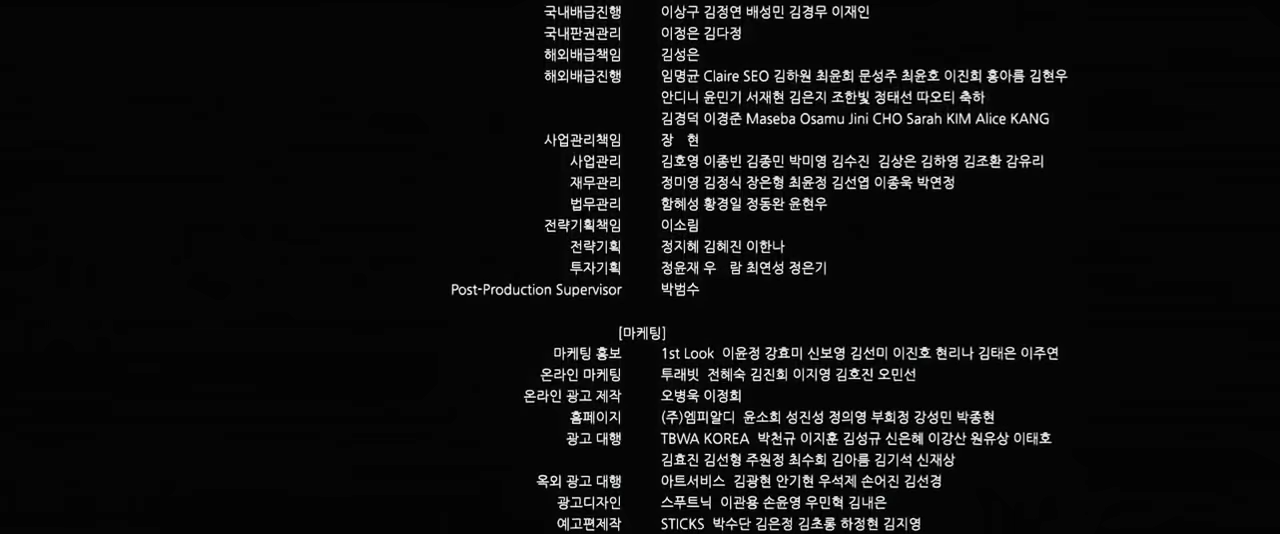 국내배급진행 이상구 김정연 배성민 김경무 이재인
국내판권관리 이정은 김다정
해외배급책임 김성은
해외배급진행 임명균 Claire SEO 김하원 최윤희 문성주 최윤호 이진희 홍아름 김현우
안디니 윤민기 서재현 김은지 조한빛 정태선 따오티 축하
김경덕 이경준 Maseba Osamu Jini CHO Sarah KIM Alice KANG
사업관리책임 장 현
사업관리 김호영 이종빈 김종민 박미영 김수진 김상은 김하영 김조환 감유리
재무관리 정미영 김정식 장은형 최윤정 김선엽 이종욱 박연정
법무관리 함혜성 황경일 정동완 윤현우
전략기획책임 이소림
전략기획 정지혜 김혜진 이한나
투자기획 정윤재 우 람 최연성 정은기
Post-Production Supervisor 박범수
[마케팅]
마케팅 홍보 1st Look 이윤정 강효미 신보영 김선미 이진호 현리나 김태은 이주연
온라인 마케팅 투래빗 전혜숙 김진희 이지영 김호진 오민선
온라인 광고 제작 오병욱 이정희
홈페이지 (주)엠피알디 윤소희 성진성 정의영 부희정 강성민 박종현
광고 대행 TBWA KOREA 박천규 이지훈 김성규 신은혜 이강산 원유상 이태호
김효진 김선형 주원정 최수희 김아름 김기석 신재상
옥외 광고 대행 아트서비스 김광현 안기현 우석제 손어진 김선경
광고디자인 스푸트닉 이관용 손윤영 우민혁 김내은
예고편제작 STICKS 박수단 김은정 김초롱 하정현 김지영